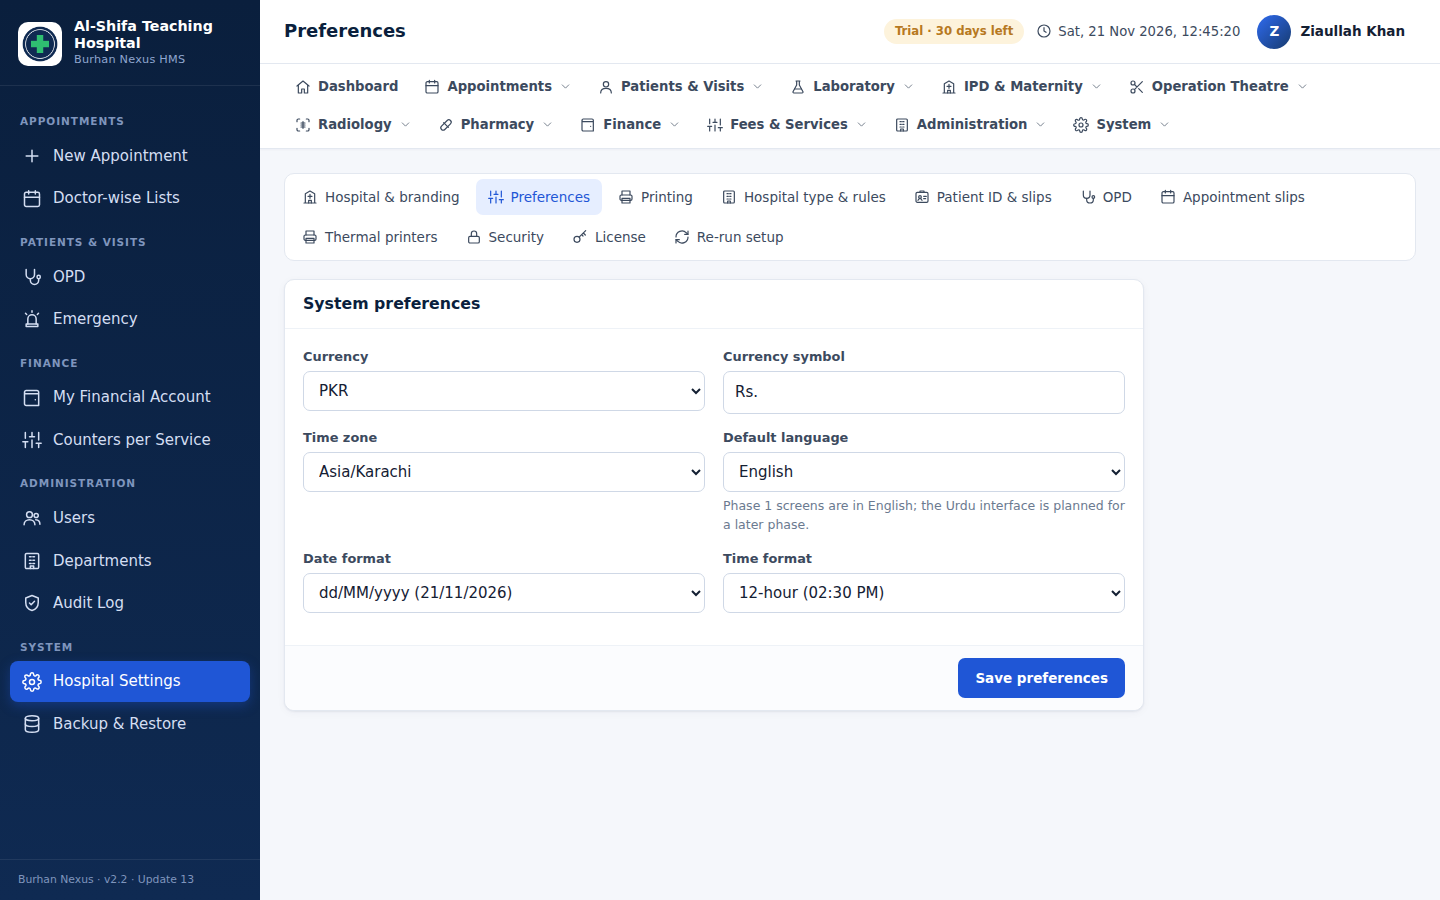 Al-Shifa Teaching
Hospital
Burhan Nexus HMS
APPOINTMENTS
New Appointment
Doctor-wise Lists
PATIENTS & VISITS
OPD
Emergency
FINANCE
My Financial Account
Counters per Service
ADMINISTRATION
Users
Departments
Audit Log
SYSTEM
Hospital Settings
Backup & Restore
Burhan Nexus · v2.2 · Update 13
Preferences
Trial · 30 days left
Sat, 21 Nov 2026, 12:45:20
Z
Ziaullah Khan
Dashboard Appointments Patients & Visits Laboratory IPD & Maternity Operation Theatre
Radiology Pharmacy Finance Fees & Services Administration System
Hospital & branding Preferences Printing Hospital type & rules Patient ID & slips OPD Appointment slips
Thermal printers Security License Re-run setup
System preferences
Currency Currency symbol
PKR Rs.
Time zone Default language
Asia/Karachi English
Phase 1 screens are in English; the Urdu interface is planned for
a later phase.
Date format Time format
dd/MM/yyyy (21/11/2026) 12-hour (02:30 PM)
Save preferences